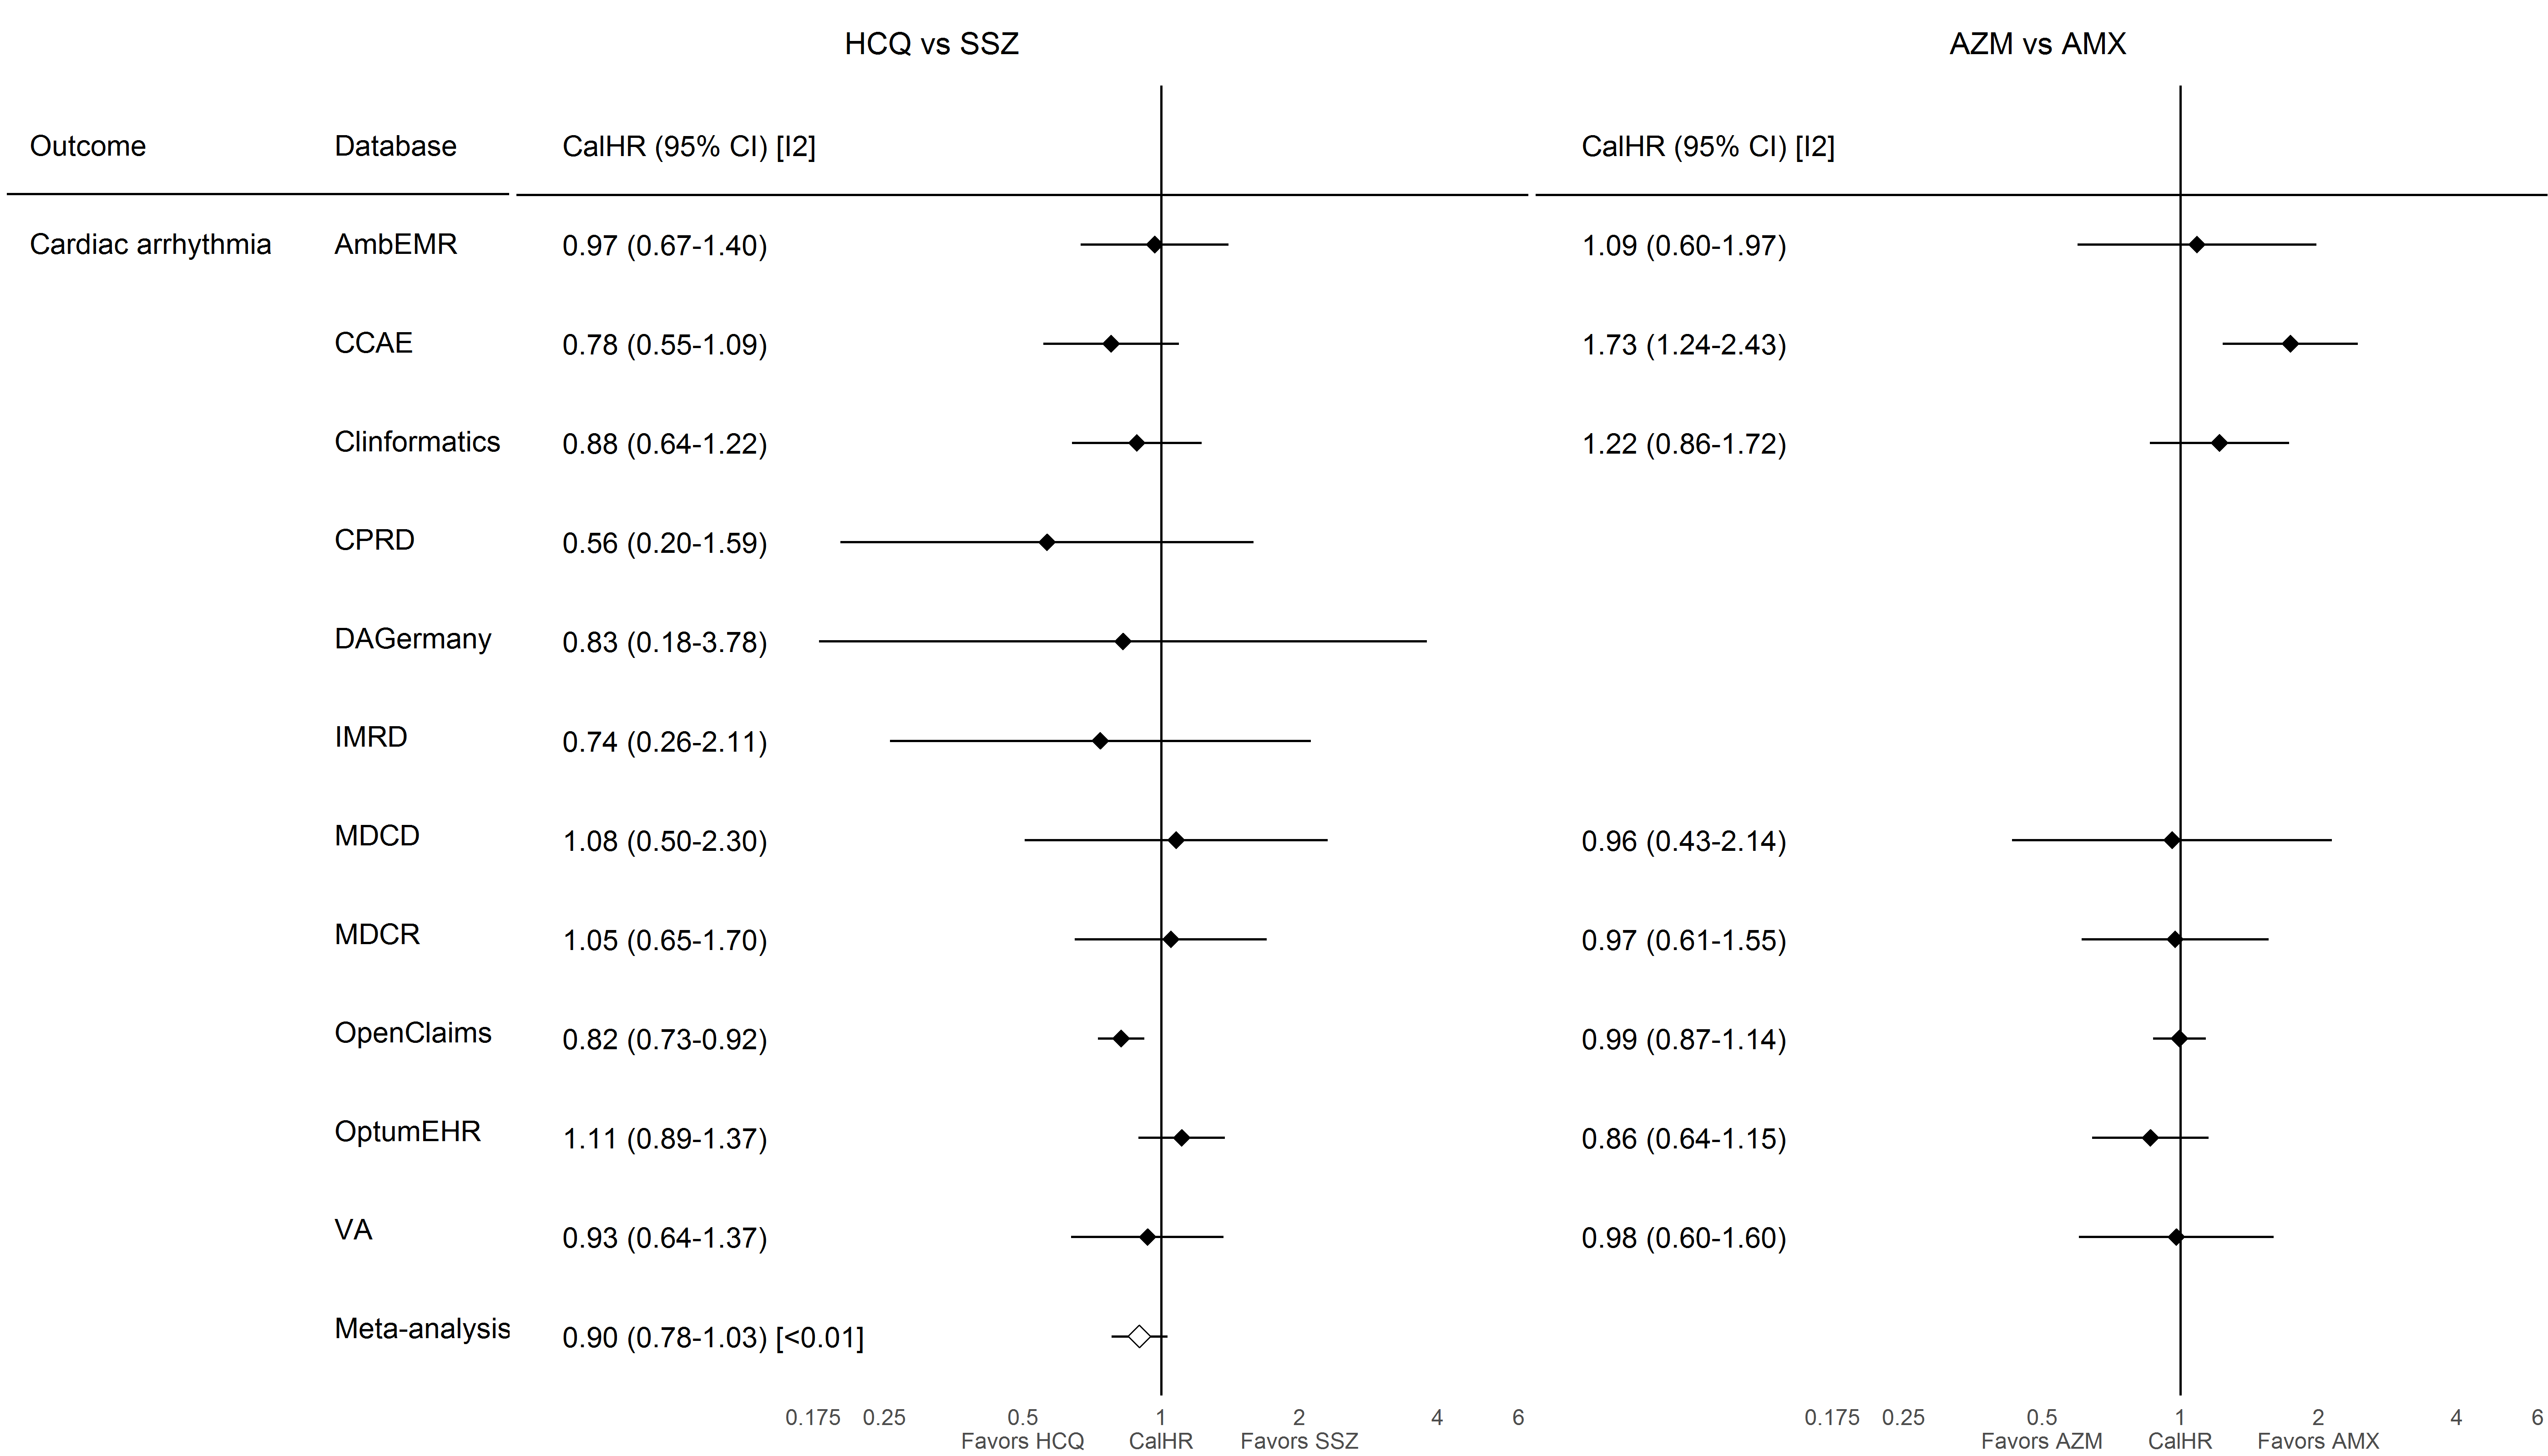 HCQ vs SSZ AZM vs AMX
Outcome Database CalHR (95% CI) [I2] CalHR (95% CI) [I2]
Cardiac arrhythmia AmbEMR 0.97 (0.67-1.40) 1.09 (0.60-1.97)
CCAE 0.78 (0.55-1.09) 1.73 (1.24-2.43)
Clinformatics 0.88 (0.64-1.22) 1.22 (0.86-1.72)
CPRD 0.56 (0.20-1.59)
DAGermany 0.83 (0.18-3.78)
IMRD 0.74 (0.26-2.11)
MDCD 1.08 (0.50-2.30) 0.96 (0.43-2.14)
MDCR 1.05 (0.65-1.70) 0.97 (0.61-1.55)
OpenClaims 0.82 (0.73-0.92) 0.99 (0.87-1.14)
OptumEHR 1.11 (0.89-1.37) 0.86 (0.64-1.15)
VA 0.93 (0.64-1.37) 0.98 (0.60-1.60)
Meta-analysis 0.90 (0.78-1.03) [<0.01]
0.175 0.25 0.5 1 2 4 6 0.175 0.25 0.5 1 2 4 6
Favors HCQ CalHR Favors SSZ Favors AZM CalHR Favors AMX